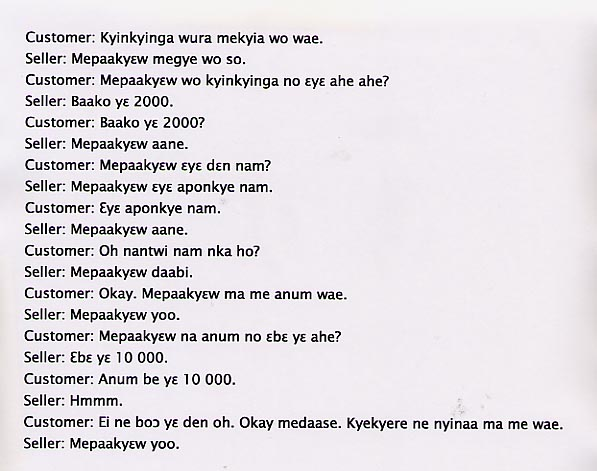 Customer: Kyinkyinga wura mekyia wo wae.
Seller: Mepaakyɛw megye wo so.
Customer: Mepaakyɛw wo kyinkyinga no ɛyɛ ahe ahe?
Seller: Baako yɛ 2000.
Customer: Baako yɛ 2000?
Seller: Mepaakyɛw aane.
Customer: Mepaakyɛw ɛyɛ dɛn nam?
Seller: Mepaakyɛw ɛyɛ aponkye nam.
Customer: Ɛyɛ aponkye nam.
Seller: Mepaakyɛw aane.
Customer: Oh nantwi nam nka ho?
Seller: Mepaakyɛw daabi.
Customer: Okay. Mepaakyɛw ma me anum wae.
Seller: Mepaakyɛw yoo.
Customer: Mepaakyɛw na anum no ɛbɛ yɛ ahe?
Seller: Ɛbɛ yɛ 10 000.
Customer: Anum be yɛ 10 000.
Seller: Hmmm.
Customer: Ei ne boɔ yɛ den oh. Okay medaase. Kyekyere ne nyinaa ma me wae.
Seller: Mepaakyɛw yoo.